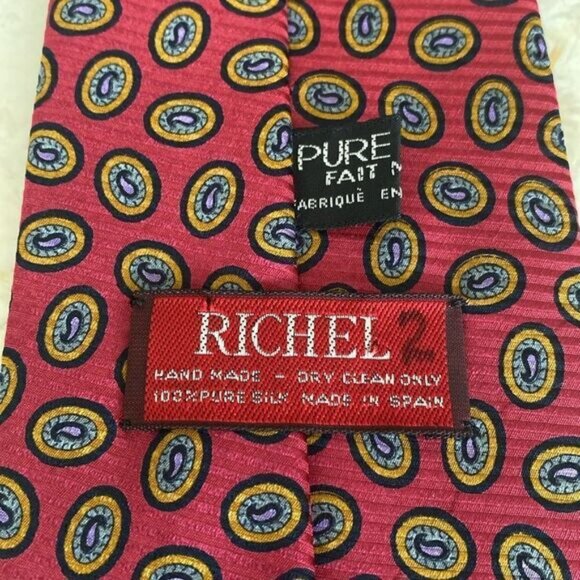 PURE
FAIT
FABRIQUÉ EN
RICHEL 2
HAND MADE - DRY CLEAN ONLY
100% PURE SILK MADE IN SPAIN